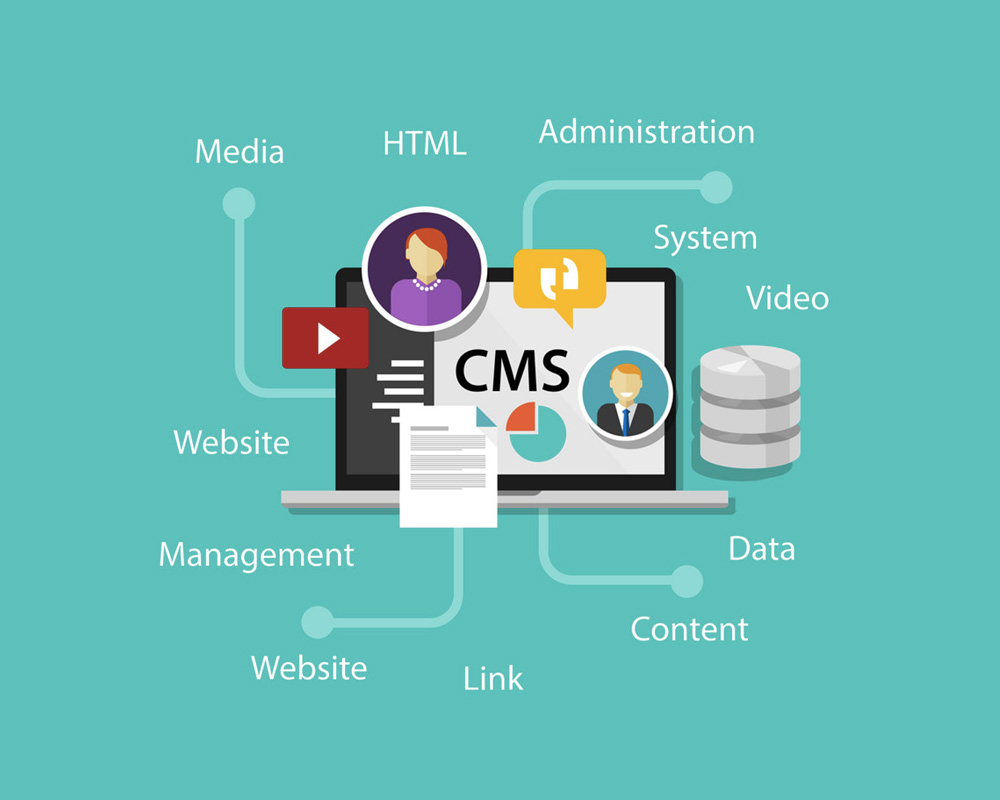 Administration
HTML
Media
System
Video
CMS
Website
Data
Management
Content
Website
Link